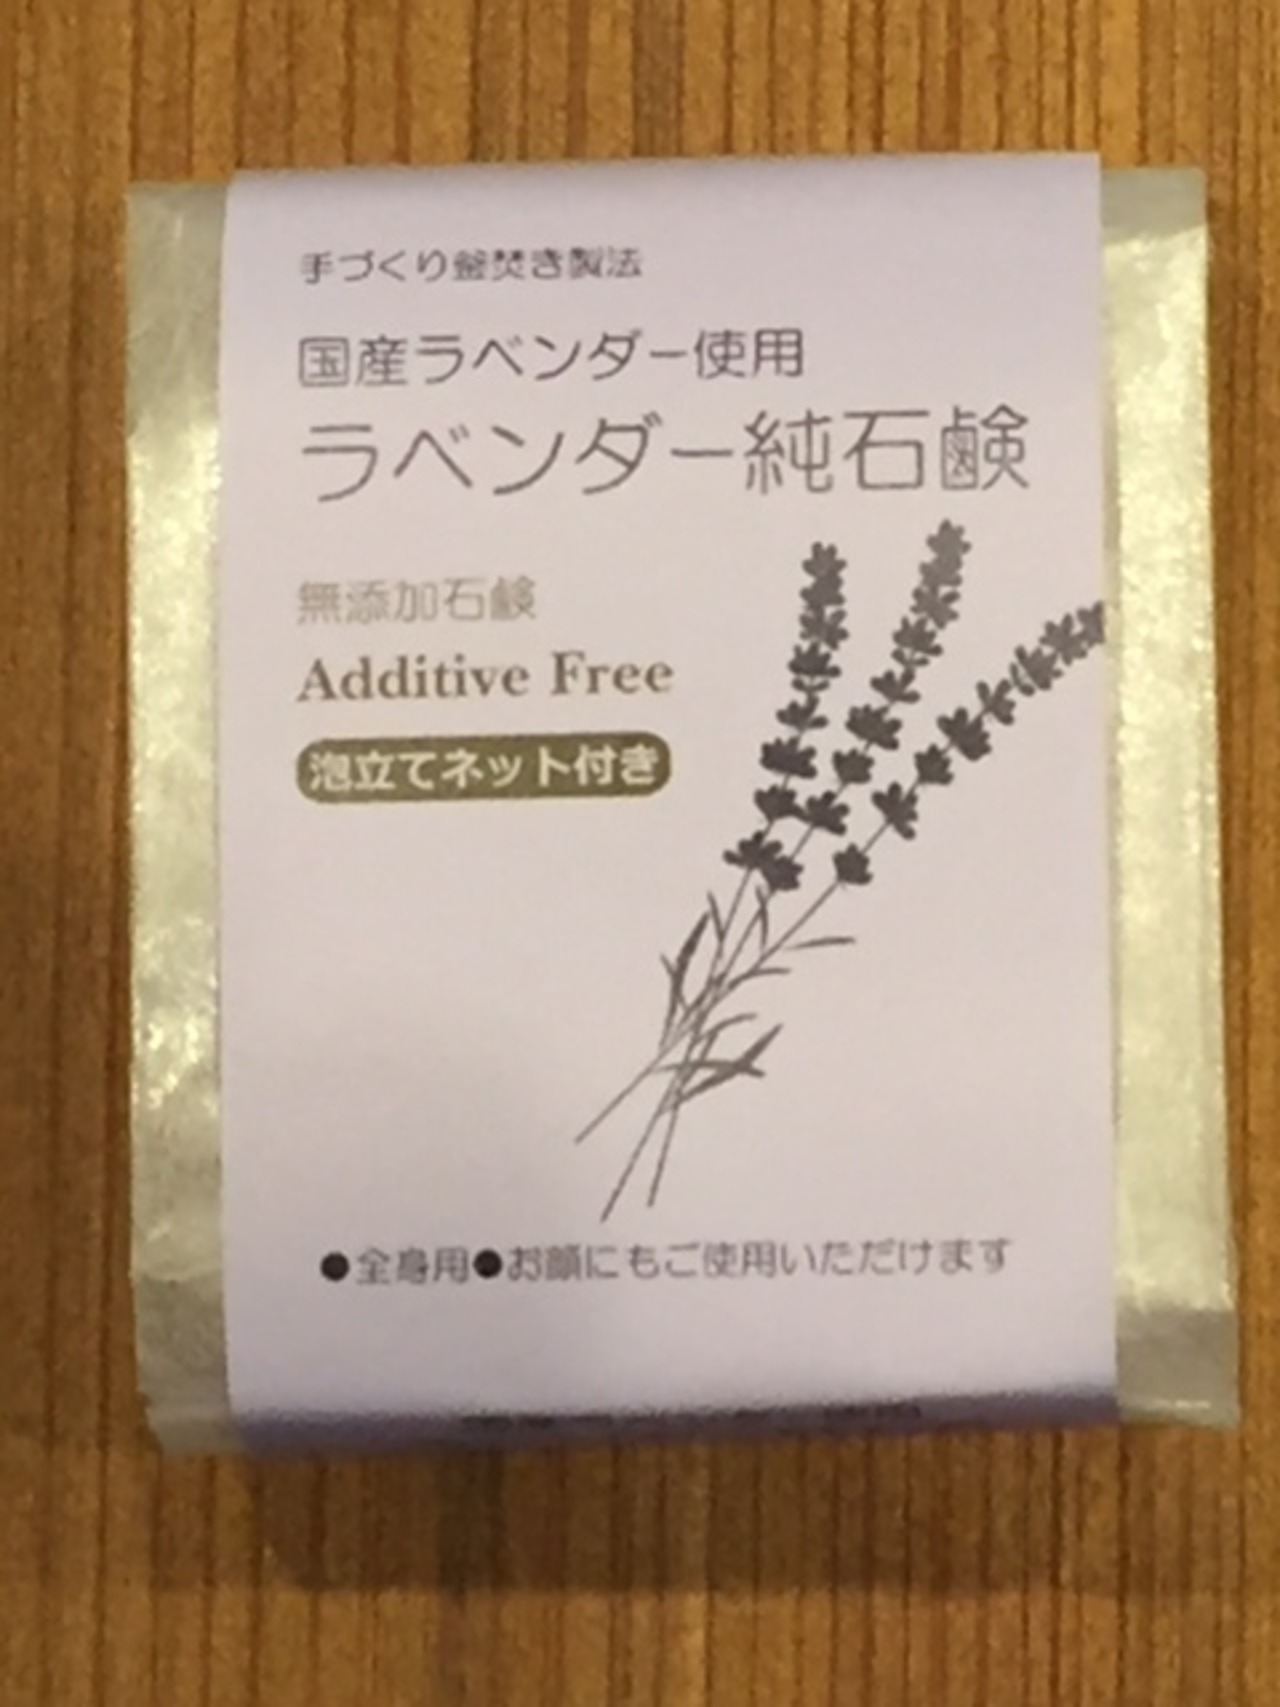 手づくり釜焚き製法
国産ラベンダー使用
ラベンダー純石鹸
無添加石鹸
Additive Free
泡立てネット付き
●全身用●お顔にもご使用いただけます